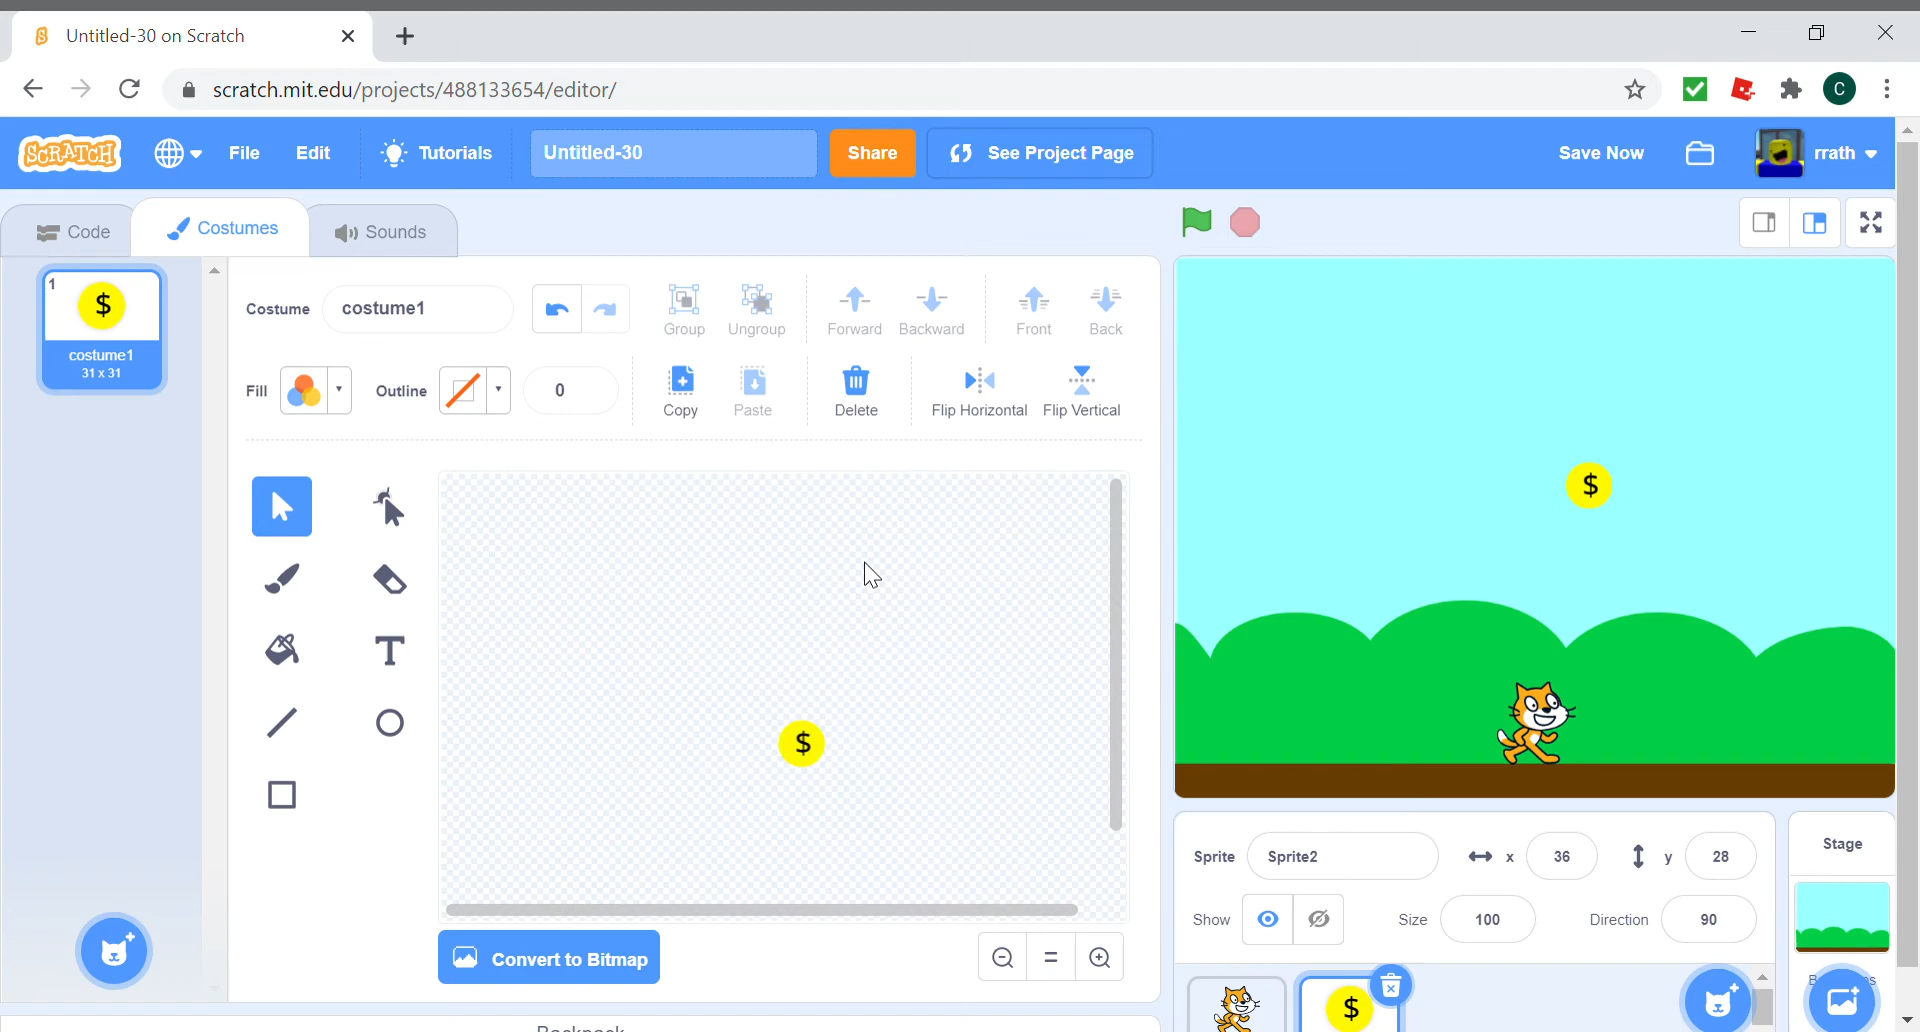 Untitled-30 on Scratch
scratch.mit.edu/projects/488133654/editor/
C
SCRATCH
File
Edit
Tutorials
Untitled-30
Share
See Project Page
Save Now
rrath
Code
Costumes
Sounds
1
$
costume1
31 x 31
Costume
costume1
Group
Ungroup
Forward
Backward
Front
Back
Fill
Outline
0
Copy
Paste
Delete
Flip Horizontal
Flip Vertical
T
$
$
Convert to Bitmap
=
Sprite
Sprite2
x
36
y
28
Show
Size
100
Direction
90
Stage
$
Backpack